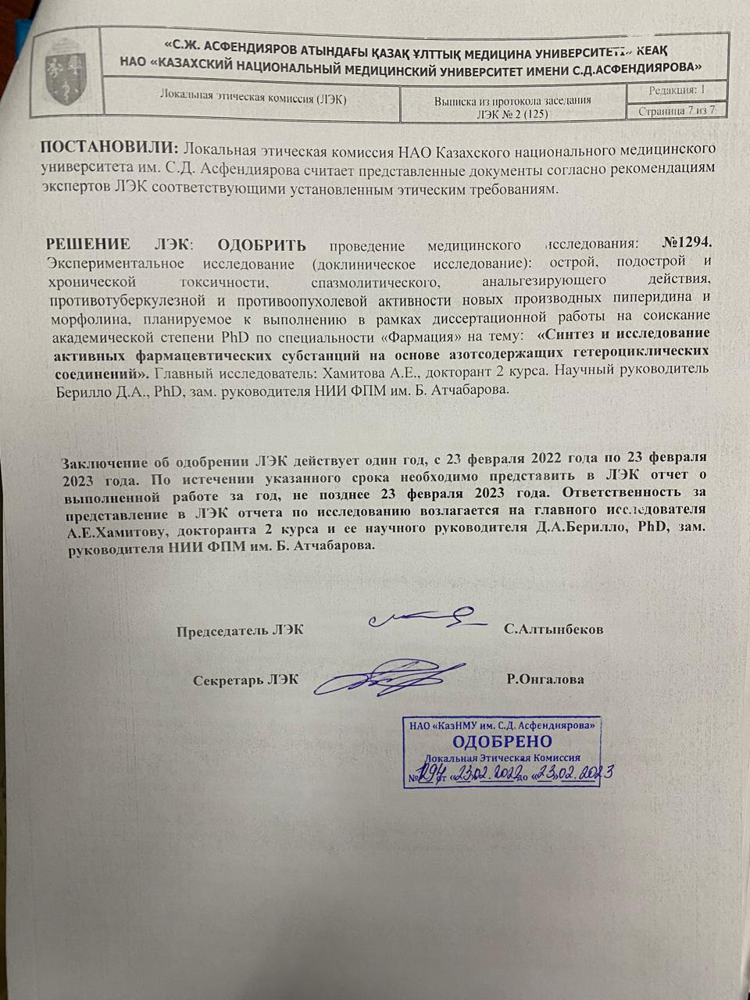 «С.Ж. АСФЕНДИЯРОВ АТЫНДАҒЫ ҚАЗАҚ ҰЛТТЫҚ МЕДИЦИНА УНИВЕРСИТЕТІ» КЕАҚ
НАО «КАЗАХСКИЙ НАЦИОНАЛЬНЫЙ МЕДИЦИНСКИЙ УНИВЕРСИТЕТ ИМЕНИ С.Д.АСФЕНДИЯРОВА»
Локальная этическая комиссия (ЛЭК)
Выписка из протокола заседания
ЛЭК № 2 (125)
Редакция: 1
Страница 7 из 7
ПОСТАНОВИЛИ: Локальная этическая комиссия НАО Казахского национального медицинского
университета им. С.Д. Асфендиярова считает представленные документы согласно рекомендациям
экспертов ЛЭК соответствующими установленным этическим требованиям.
РЕШЕНИЕ ЛЭК: ОДОБРИТЬ проведение медицинского исследования: №1294.
Экспериментальное исследование (доклиническое исследование): острой, подострой и
хронической токсичности, спазмолитического, анальгезирующего действия,
противотуберкулезной и противоопухолевой активности новых производных пиперидина и
морфолина, планируемое к выполнению в рамках диссертационной работы на соискание
академической степени PhD по специальности «Фармация» на тему: «Синтез и исследование
активных фармацевтических субстанций на основе азотсодержащих гетероциклических
соединений». Главный исследователь: Хамитова А.Е., докторант 2 курса. Научный руководитель
Берилло Д.А., PhD, зам. руководителя НИИ ФПМ им. Б. Атчабарова.
Заключение об одобрении ЛЭК действует один год, с 23 февраля 2022 года по 23 февраля
2023 года. По истечении указанного срока необходимо представить в ЛЭК отчет о
выполненной работе за год, не позднее 23 февраля 2023 года. Ответственность за
представление в ЛЭК отчета по исследованию возлагается на главного исследователя
А.Е.Хамитову, докторанта 2 курса и ее научного руководителя Д.А.Берилло, PhD, зам.
руководителя НИИ ФПМ им. Б. Атчабарова.
Председатель ЛЭК С.Алтынбеков
Секретарь ЛЭК Р.Онгалова
НАО «КазНМУ им. С.Д. Асфендиярова»
ОДОБРЕНО
Локальная Этическая Комиссия
№1294 от «23»02.2022 до «23»02.2023